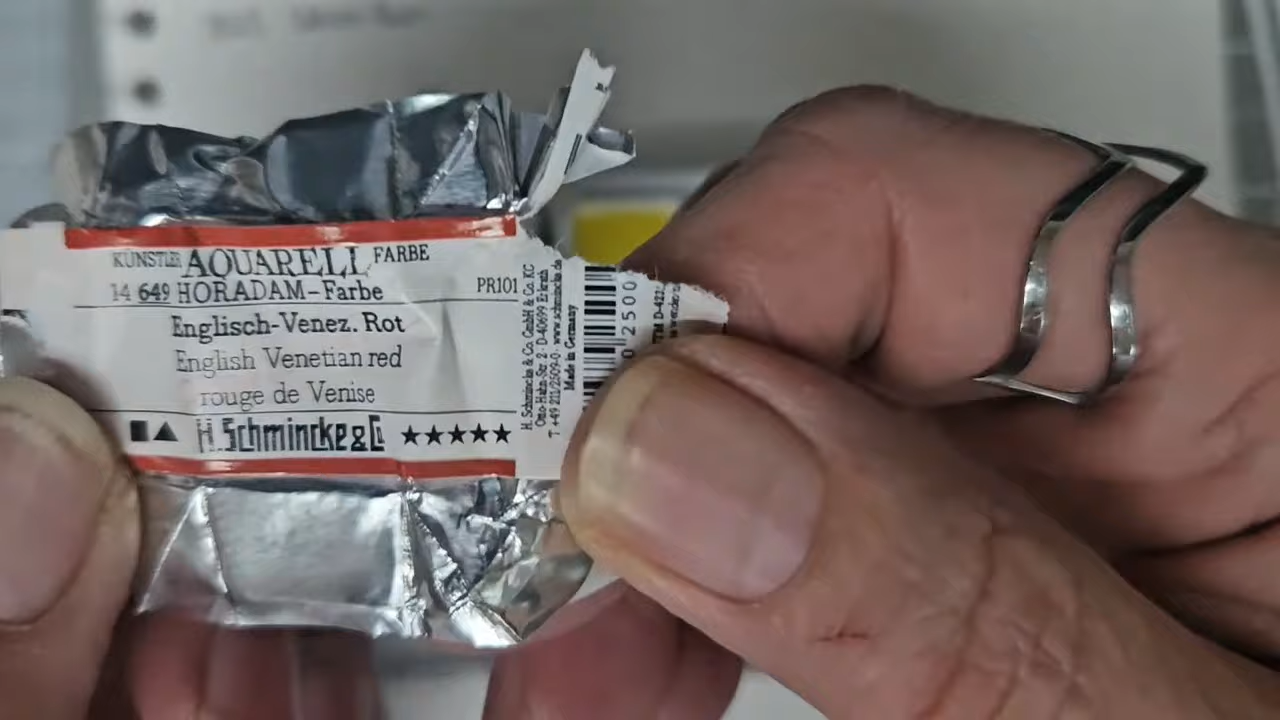 KÜNSTLER AQUARELL FARBE
14 649 HORADAM-Farbe PR101
Englisch-Venez. Rot
English Venetian red
rouge de Venise
H. Schmincke & Co ★★★★★
H. Schmincke & Co. GmbH & Co. KG
Otto-Hahn-Str. 2 · D-40699 Erkrath
T +49 211/2509-0 · www.schmincke.de
Made in Germany
2500